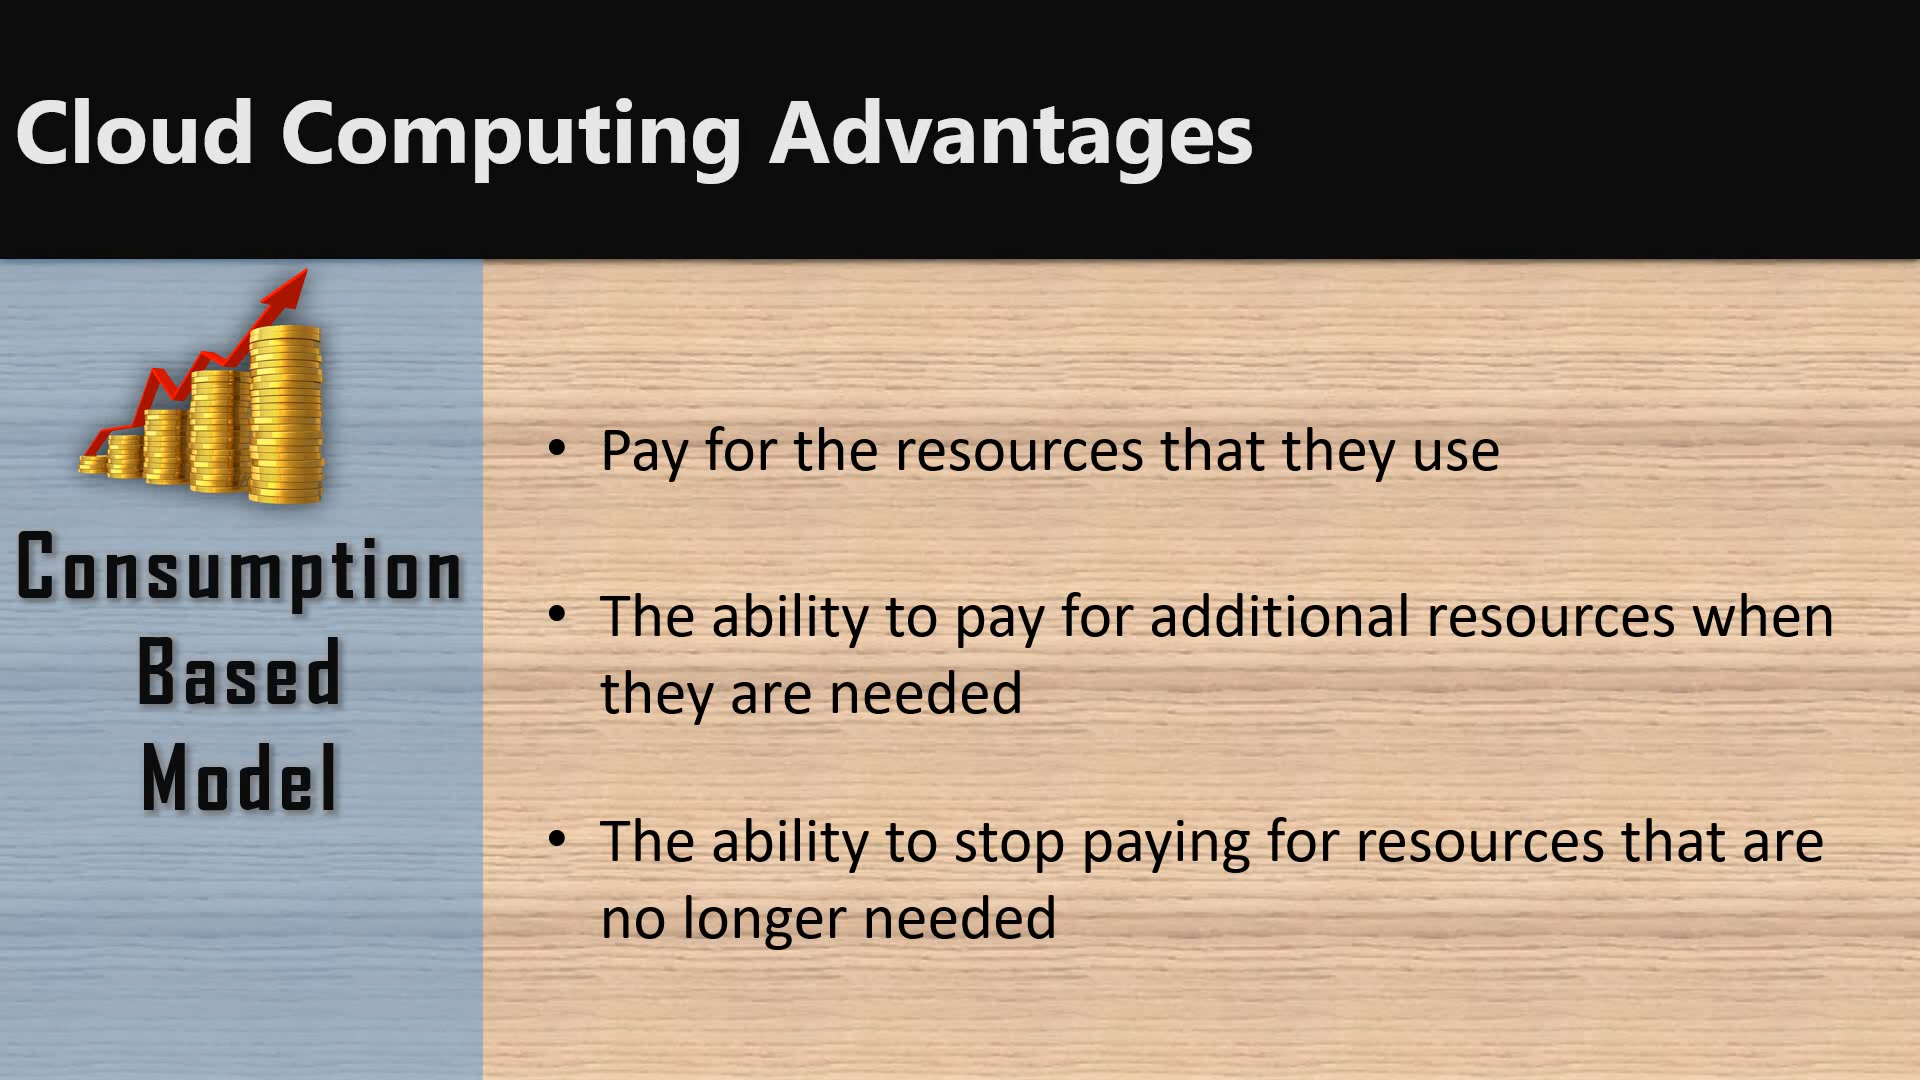 Cloud Computing Advantages
Consumption
Based
Model
• Pay for the resources that they use
• The ability to pay for additional resources when
they are needed
• The ability to stop paying for resources that are
no longer needed